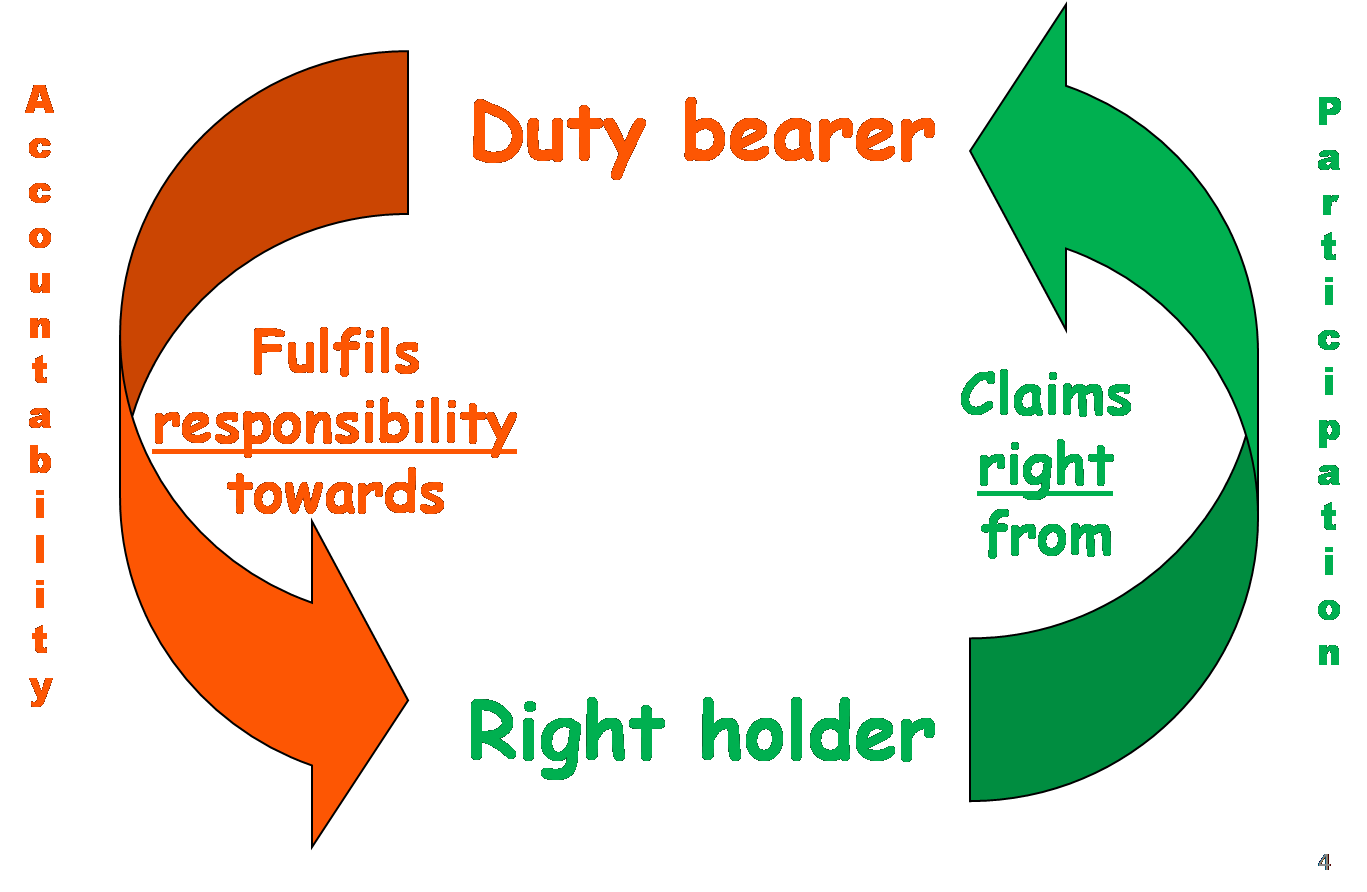 Accountability
Duty bearer
Participation
Fulfils
responsibility
towards
Claims
right
from
Right holder
4